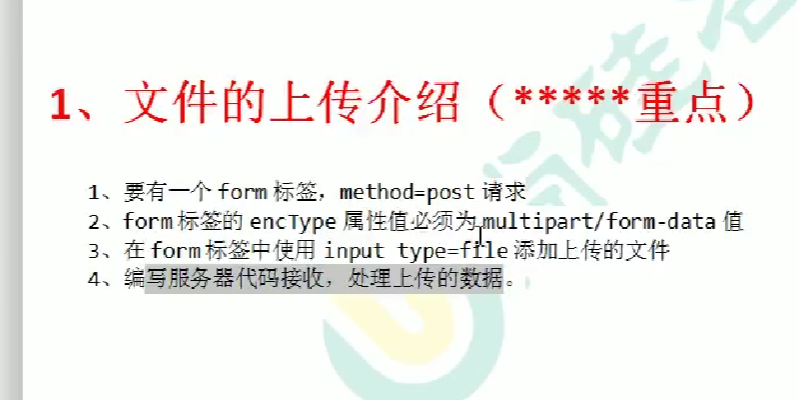 1、文件的上传介绍（*****重点）
1、要有一个 form 标签，method=post 请求
2、form 标签的 encType 属性值必须为 multipart/form-data 值
3、在 form 标签中使用 input type=file 添加上传的文件
4、编写服务器代码接收，处理上传的数据。